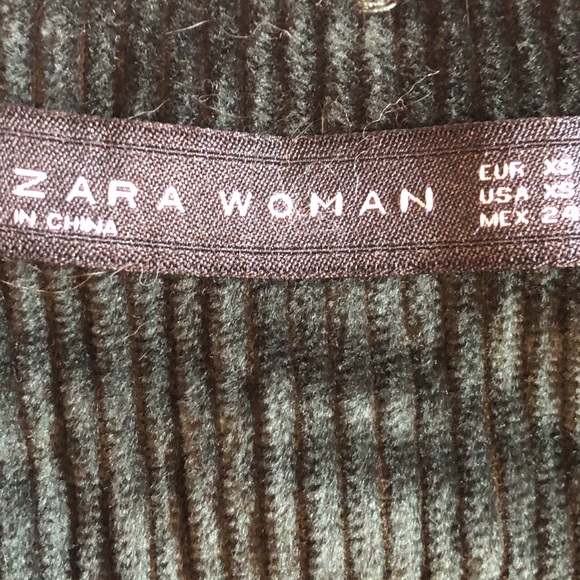 ZARA WOMAN
IN CHINA
EUR XS
USA XS
MEX 24